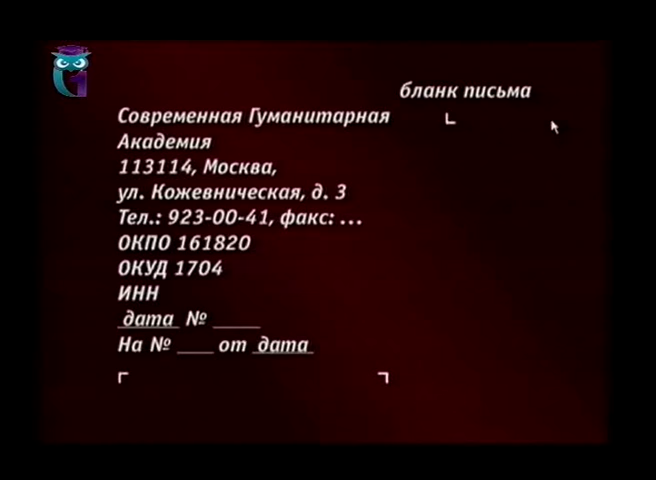 бланк письма
Современная Гуманитарная
Академия
113114, Москва,
ул. Кожевническая, д. 3
Тел.: 923-00-41, факс: ...
ОКПО 161820
ОКУД 1704
ИНН
дата № ____
На № ___ от дата